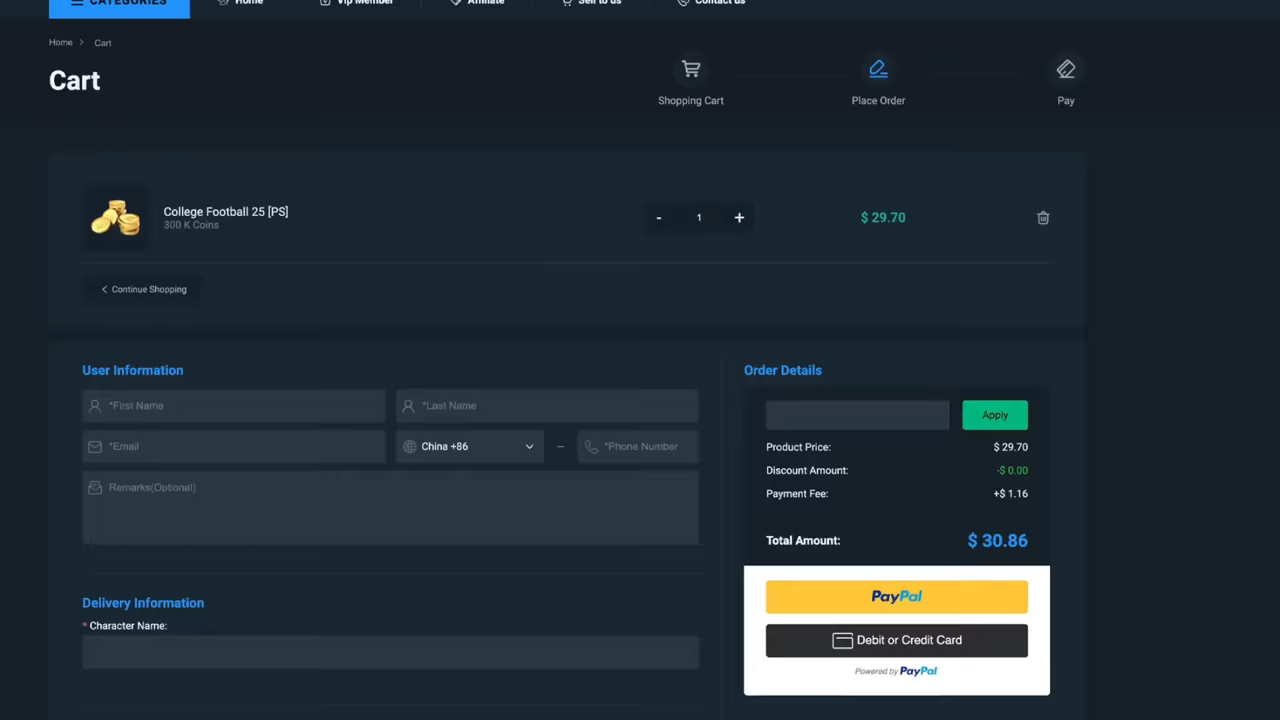 CATEGORIES
Home
Vip Member
Affiliate
Sell to us
Contact us
Home > Cart
Cart
Shopping Cart
Place Order
Pay
College Football 25 [PS]
300 K Coins
- 1 +
$ 29.70
< Continue Shopping
User Information
*First Name
*Last Name
*Email
China +86
–
*Phone Number
Remarks(Optional)
Delivery Information
* Character Name:
Order Details
Apply
Product Price: $ 29.70
Discount Amount: -$ 0.00
Payment Fee: +$ 1.16
Total Amount: $ 30.86
PayPal
Debit or Credit Card
Powered by PayPal